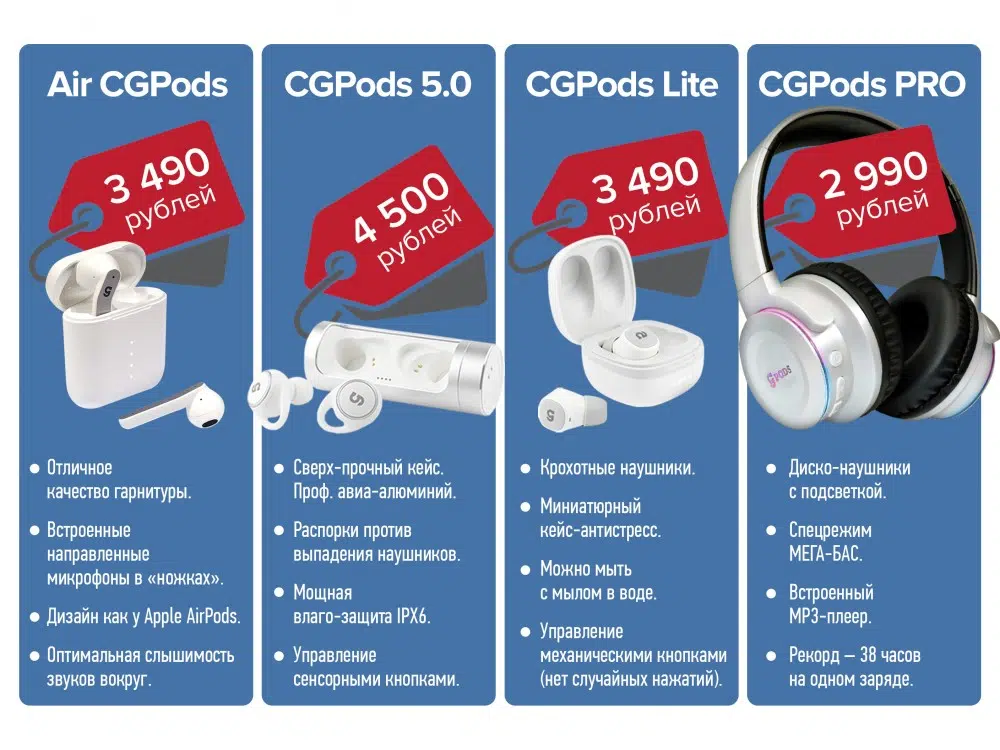 Air CGPods
3 490
рублей
Отличное
качество гарнитуры.
Встроенные
направленные
микрофоны в «ножках».
Дизайн как у Apple AirPods.
Оптимальная слышимость
звуков вокруг.
CGPods 5.0
4 500
рублей
Сверх-прочный кейс.
Проф. авиа-алюминий.
Распорки против
выпадения наушников.
Мощная
влаго-защита IPX6.
Управление
сенсорными кнопками.
CGPods Lite
3 490
рублей
Крохотные наушники.
Миниатюрный
кейс-антистресс.
Можно мыть
с мылом в воде.
Управление
механическими кнопками
(нет случайных нажатий).
CGPods PRO
2 990
рублей
GPODS
Диско-наушники
с подсветкой.
Спецрежим
МЕГА-БАС.
Встроенный
MP3-плеер.
Рекорд – 38 часов
на одном заряде.